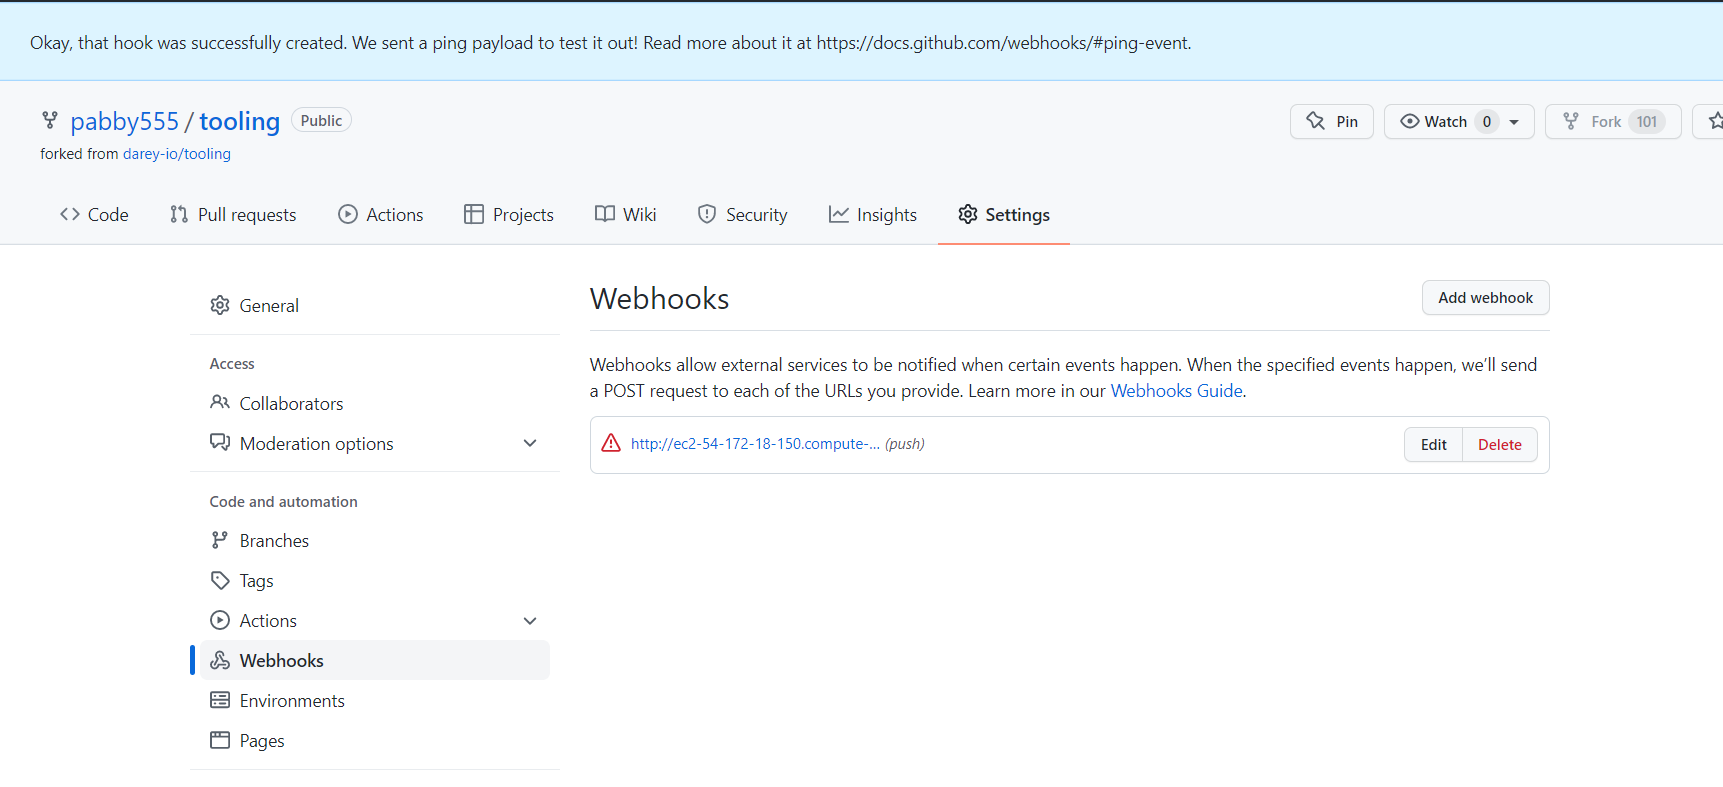 Okay, that hook was successfully created. We sent a ping payload to test it out! Read more about it at https://docs.github.com/webhooks/#ping-event.
pabby555 / tooling Public
Pin
Watch 0
Fork 101
forked from darey-io/tooling
Code
Pull requests
Actions
Projects
Wiki
Security
Insights
Settings
General
Access
Collaborators
Moderation options
Code and automation
Branches
Tags
Actions
Webhooks
Environments
Pages
Webhooks
Add webhook
Webhooks allow external services to be notified when certain events happen. When the specified events happen, we’ll send
a POST request to each of the URLs you provide. Learn more in our Webhooks Guide.
http://ec2-54-172-18-150.compute-... (push)
Edit
Delete